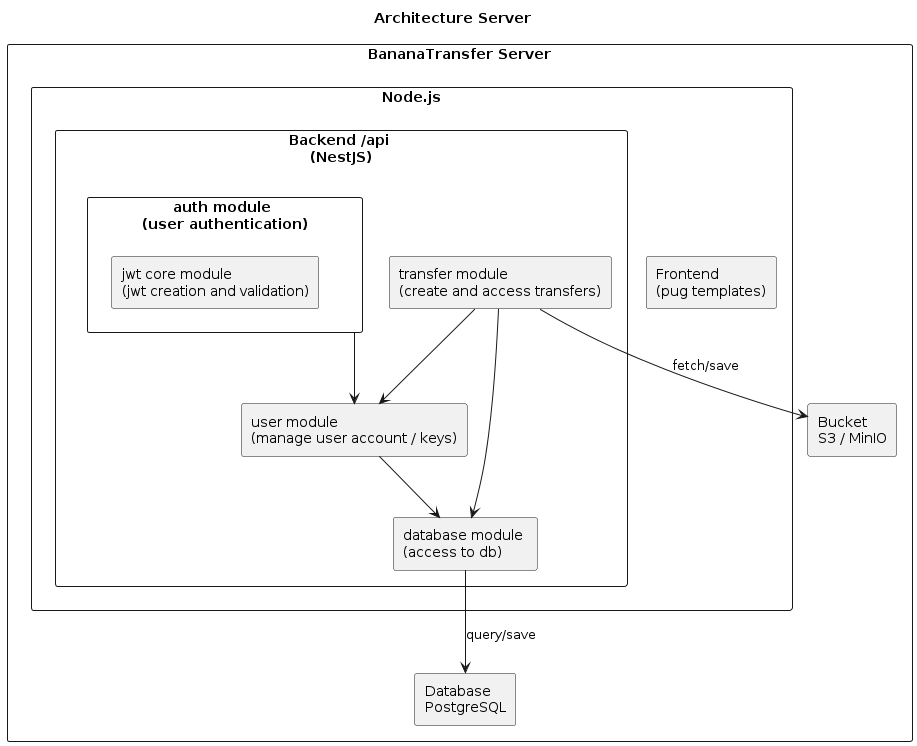 Architecture Server
BananaTransfer Server
Node.js
Backend /api
(NestJS)
auth module
(user authentication)
jwt core module
(jwt creation and validation)
transfer module
(create and access transfers)
Frontend
(pug templates)
fetch/save
user module
(manage user account / keys)
Bucket
S3 / MinIO
database module
(access to db)
query/save
Database
PostgreSQL